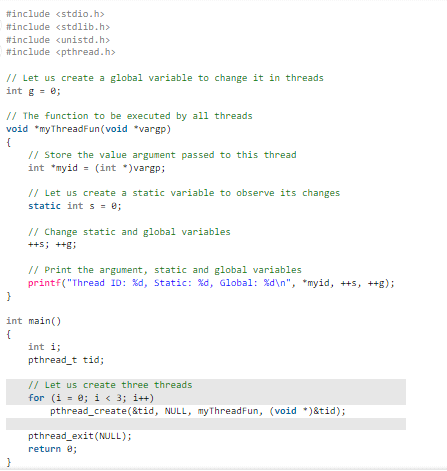 #include <stdio.h>
#include <stdlib.h>
#include <unistd.h>
#include <pthread.h>
// Let us create a global variable to change it in threads
int g = 0;
// The function to be executed by all threads
void *myThreadFun(void *vargp)
{
// Store the value argument passed to this thread
int *myid = (int *)vargp;
// Let us create a static variable to observe its changes
static int s = 0;
// Change static and global variables
++s; ++g;
// Print the argument, static and global variables
printf("Thread ID: %d, Static: %d, Global: %d\n", *myid, ++s, ++g);
}
int main()
{
int i;
pthread_t tid;
// Let us create three threads
for (i = 0; i < 3; i++)
pthread_create(&tid, NULL, myThreadFun, (void *)&tid);
pthread_exit(NULL);
return 0;
}